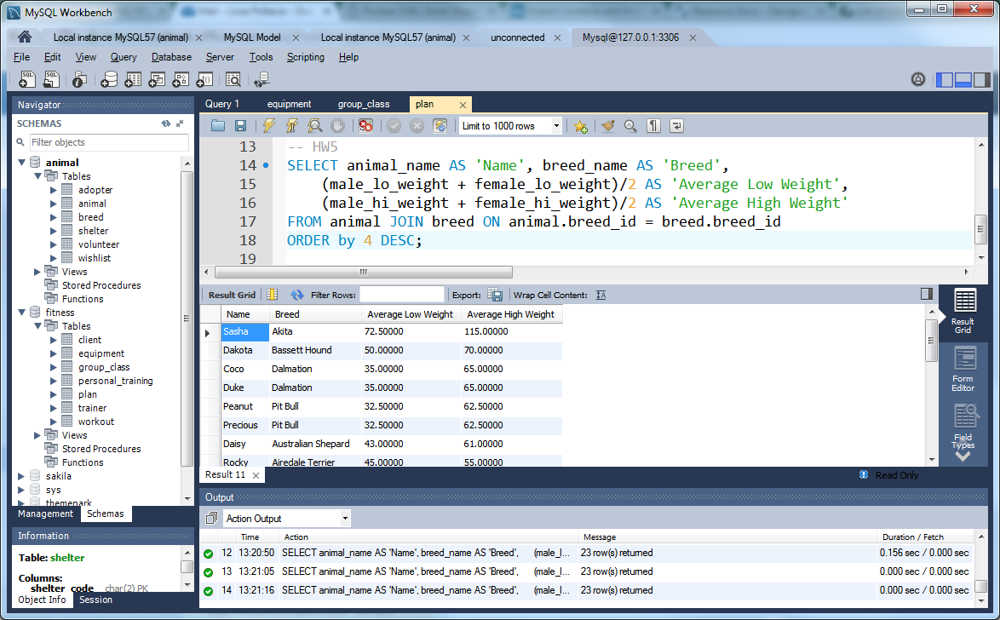 MySQL Workbench
Local instance MySQL57 (animal)
MySQL Model
Local instance MySQL57 (animal)
unconnected
Mysql@127.0.0.1:3306
File Edit View Query Database Server Tools Scripting Help
Navigator
SCHEMAS
Filter objects
animal
Tables
adopter
animal
breed
shelter
volunteer
wishlist
Views
Stored Procedures
Functions
fitness
Tables
client
equipment
group_class
personal_training
plan
trainer
workout
Views
Stored Procedures
Functions
sakila
sys
themepark
Management Schemas
Information
Table: shelter
Columns:
shelter_code char(2) PK
Object Info Session
Query 1 equipment group_class plan
Limit to 1000 rows
13 -- HW5
14 SELECT animal_name AS 'Name', breed_name AS 'Breed',
15 (male_lo_weight + female_lo_weight)/2 AS 'Average Low Weight',
16 (male_hi_weight + female_hi_weight)/2 AS 'Average High Weight'
17 FROM animal JOIN breed ON animal.breed_id = breed.breed_id
18 ORDER by 4 DESC;
19
Result Grid Filter Rows: Export: Wrap Cell Content:
Name Breed Average Low Weight Average High Weight
Sasha Akita 72.50000 115.00000
Dakota Bassett Hound 50.00000 70.00000
Coco Dalmation 35.00000 65.00000
Duke Dalmation 35.00000 65.00000
Peanut Pit Bull 32.50000 62.50000
Precious Pit Bull 32.50000 62.50000
Daisy Australian Shepard 43.00000 61.00000
Rocky Airedale Terrier 45.00000 55.00000
Result Grid
Form Editor
Field Types
Result 11
Read Only
Output
Action Output
Time Action Message Duration / Fetch
12 13:20:50 SELECT animal_name AS 'Name', breed_name AS 'Breed', (male_l... 23 row(s) returned 0.156 sec / 0.000 sec
13 13:21:05 SELECT animal_name AS 'Name', breed_name AS 'Breed', (male_l... 23 row(s) returned 0.000 sec / 0.000 sec
14 13:21:16 SELECT animal_name AS 'Name', breed_name AS 'Breed', (male_l... 23 row(s) returned 0.000 sec / 0.000 sec